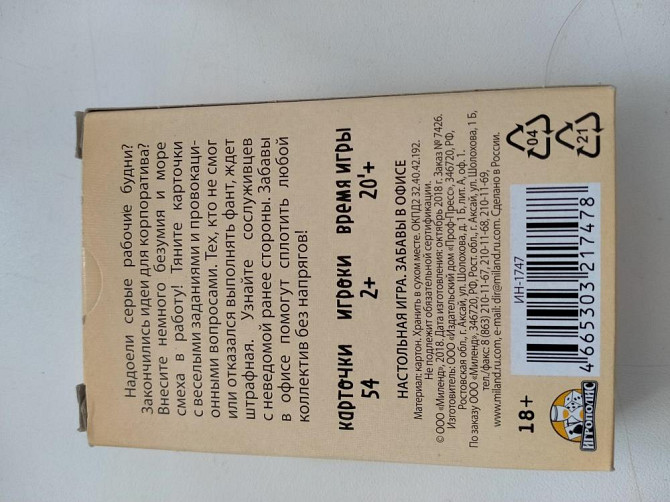 Надоели серые рабочие будни?
Закончились идеи для корпоратива?
Внесите немного безумия и море
смеха в работу! Тяните карточки
с веселыми заданиями и провокаци-
онными вопросами. Тех, кто не смог
или отказался выполнять фант, ждет
штрафная. Узнайте сослуживцев
с неведомой ранее стороны. Забавы
в офисе помогут сплотить любой
коллектив без напрягов!
карточки игроки время игры
54 2+ 20'+
НАСТОЛЬНАЯ ИГРА. ЗАБАВЫ В ОФИСЕ
Материал: картон. Хранить в сухом месте. ОКПД2 32.40.42.192.
Не подлежит обязательной сертификации.
© ООО «Миленд», 2018. Дата изготовления: октябрь 2018 г. Заказ № 7426.
Изготовитель: ООО «Издательский дом «Проф-Пресс», 346720, РФ,
Ростовская обл., г. Аксай, ул. Шолохова, д. 1 Б, лит. А, оф. 1.
По заказу ООО «Миленд», 346720, РФ, Рост. обл., г. Аксай, ул. Шолохова, 1 Б,
тел./факс: 8 (863) 210-11-67, 210-11-68, 210-11-69,
www.miland.ru.com, e-mail: dir@miland.ru.com. Сделано в России.
18+
ИН-1747
4 665303 217478
04
21
ИГРОПОЛИС